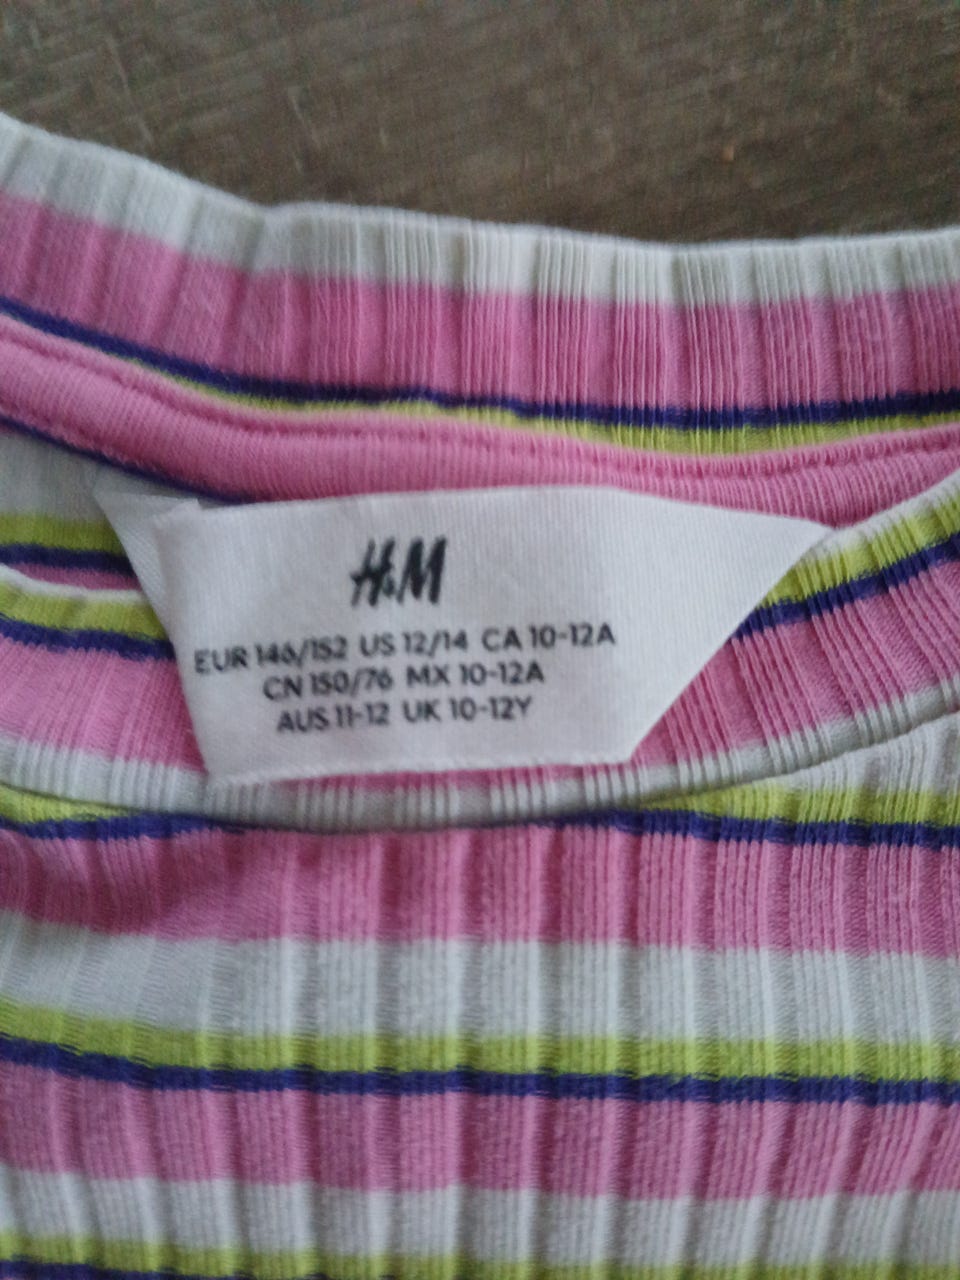 H&M
EUR 146/152 US 12/14 CA 10-12A
CN 150/76 MX 10-12A
AUS 11-12 UK 10-12Y